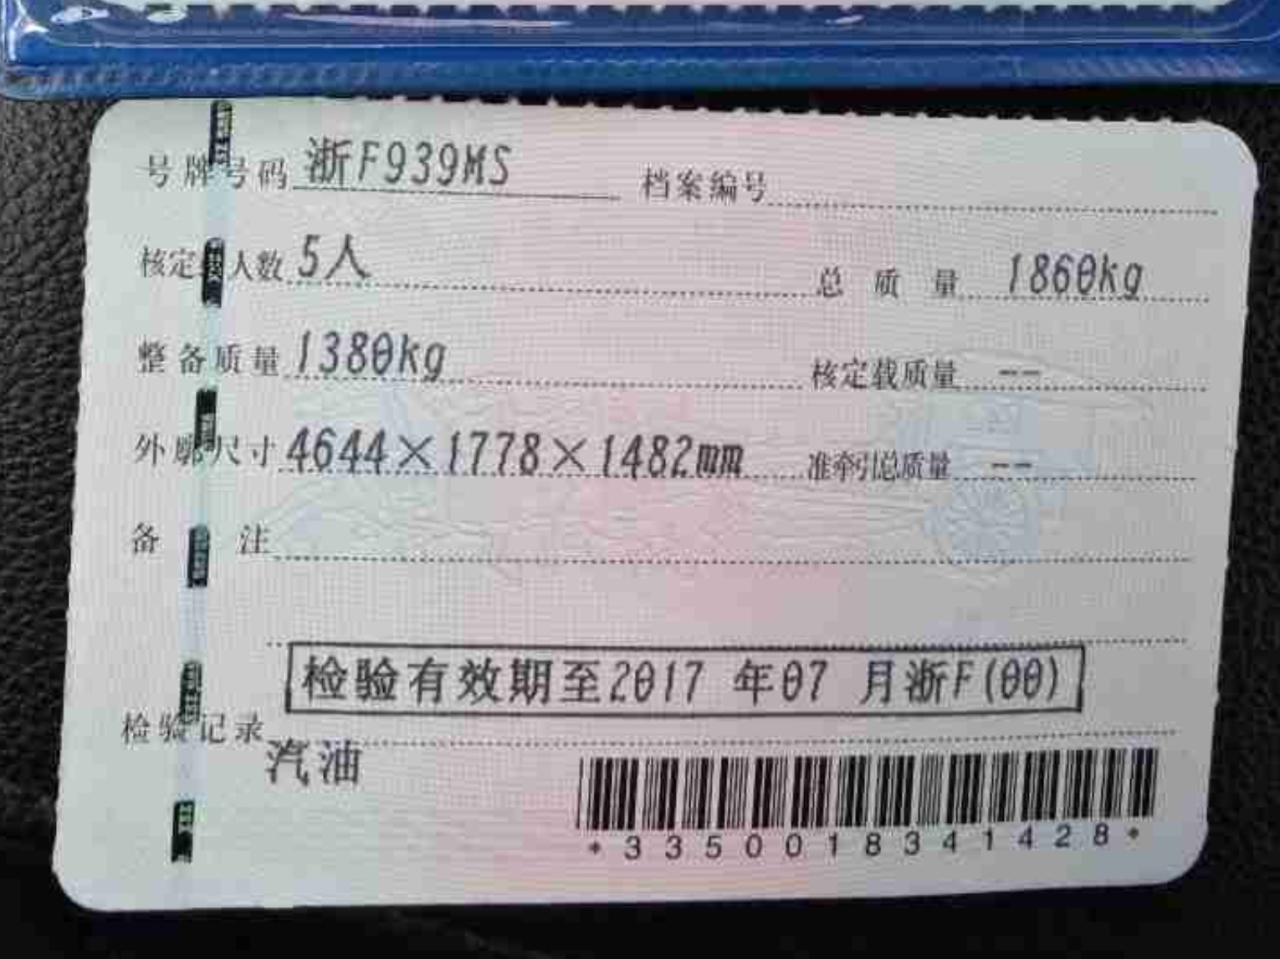 号牌号码 浙F939MS 档案编号
核定 人数 5人 总质量 1860kg
整备质量 1380kg 核定载质量 --
外廓尺寸 4644×1778×1482mm 准牵引总质量 --
备注
检验有效期至2017 年07 月浙F(00)
检验记录
汽油
*3350018341428*